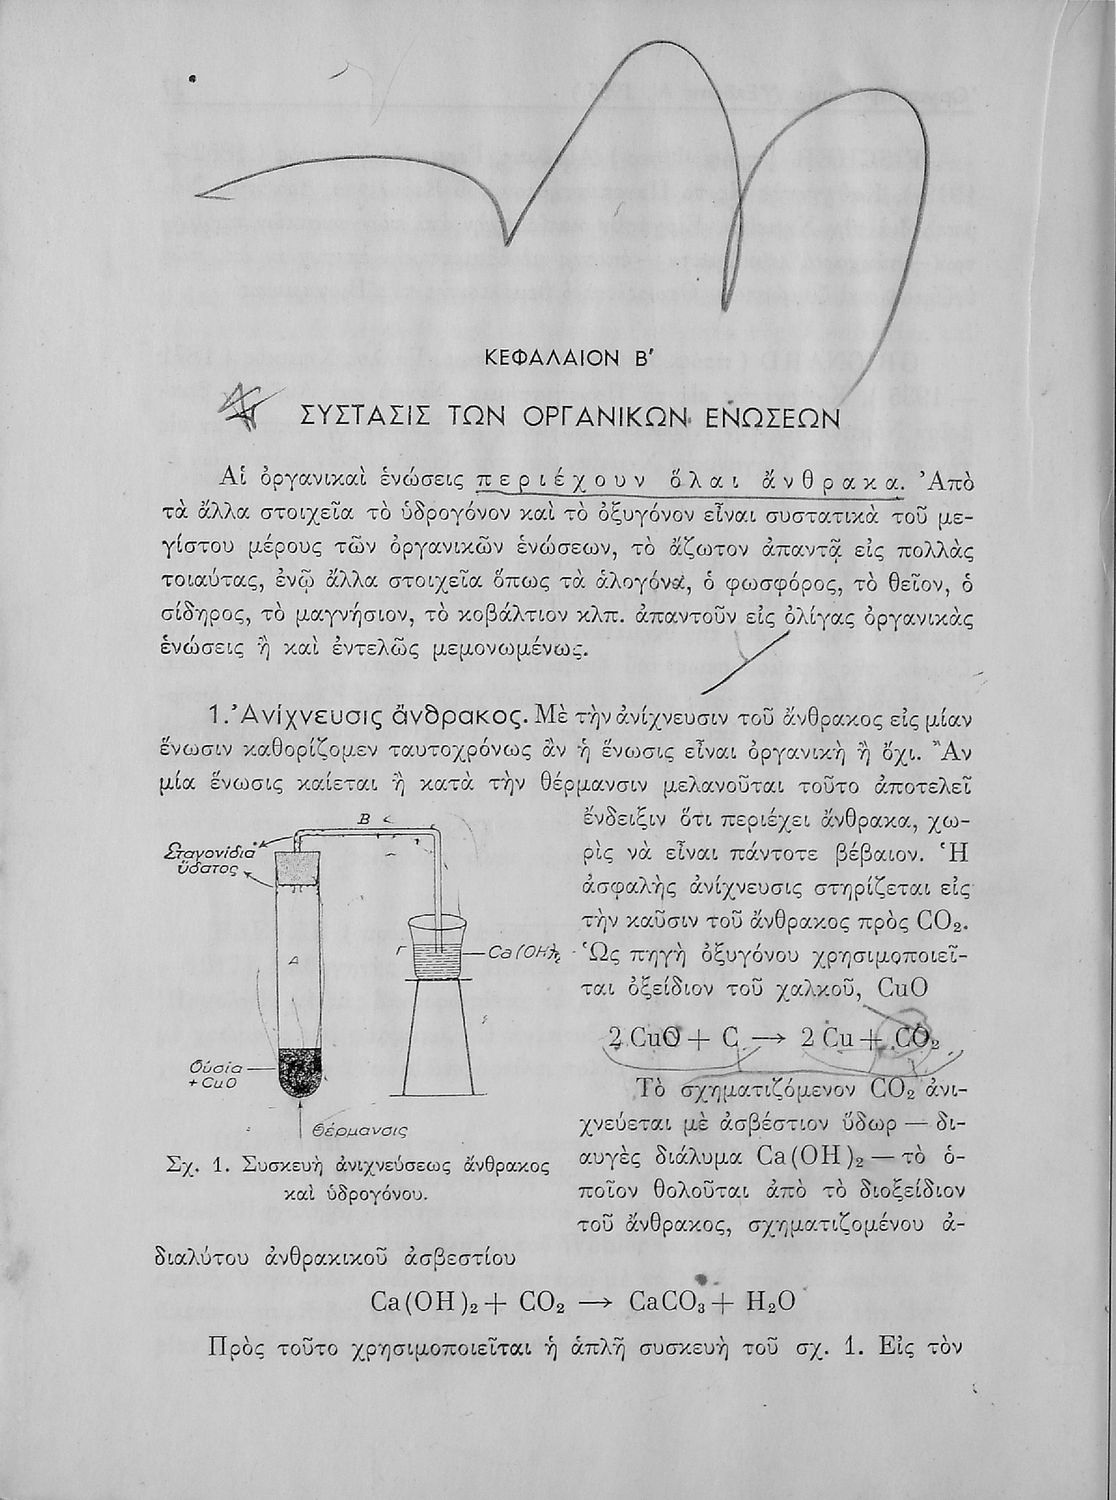 ΚΕΦΑΛΑΙΟΝ Β′
ΣΥΣΤΑΣΙΣ ΤΩΝ ΟΡΓΑΝΙΚΩΝ ΕΝΩΣΕΩΝ
Αἱ ὀργανικαὶ ἑνώσεις περιέχουν ὅλαι ἄνθρακα. Ἀπὸ
τὰ ἄλλα στοιχεῖα τὸ ὑδρογόνον καὶ τὸ ὀξυγόνον εἶναι συστατικὰ τοῦ με-
γίστου μέρους τῶν ὀργανικῶν ἑνώσεων, τὸ ἄζωτον ἀπαντᾷ εἰς πολλὰς
τοιαύτας, ἐνῷ ἄλλα στοιχεῖα ὅπως τὰ ἁλογόνα, ὁ φωσφόρος, τὸ θεῖον, ὁ
σίδηρος, τὸ μαγνήσιον, τὸ κοβάλτιον κλπ. ἀπαντοῦν εἰς ὀλίγας ὀργανικὰς
ἑνώσεις ἢ καὶ ἐντελῶς μεμονωμένως.
1. Ἀνίχνευσις ἄνθρακος. Μὲ τὴν ἀνίχνευσιν τοῦ ἄνθρακος εἰς μίαν
ἕνωσιν καθορίζομεν ταυτοχρόνως ἂν ἡ ἕνωσις εἶναι ὀργανικὴ ἢ ὄχι. Ἂν
μία ἕνωσις καίεται ἢ κατὰ τὴν θέρμανσιν μελανοῦται τοῦτο ἀποτελεῖ
ἔνδειξιν ὅτι περιέχει ἄνθρακα, χω-
ρὶς νὰ εἶναι πάντοτε βέβαιον. Ἡ
ἀσφαλὴς ἀνίχνευσις στηρίζεται εἰς
τὴν καῦσιν τοῦ ἄνθρακος πρὸς CO₂.
Ὡς πηγὴ ὀξυγόνου χρησιμοποιεῖ-
ται ὀξείδιον τοῦ χαλκοῦ, CuO
2 CuO + C → 2 Cu + CO₂
Τὸ σχηματιζόμενον CO₂ ἀνι-
χνεύεται μὲ ἀσβέστιον ὕδωρ — δι-
αυγὲς διάλυμα Ca(OH)₂ — τὸ ὁ-
ποῖον θολοῦται ἀπὸ τὸ διοξείδιον
τοῦ ἄνθρακος, σχηματιζομένου ἀ-
B
Σταγονίδια
ὕδατος
A
Γ
Ca(OH)₂
Οὐσία
+ CuO
Θέρμανσις
Σχ. 1. Συσκευὴ ἀνιχνεύσεως ἄνθρακος
καὶ ὑδρογόνου.
διαλύτου ἀνθρακικοῦ ἀσβεστίου
Ca(OH)₂ + CO₂ → CaCO₃ + H₂O
Πρὸς τοῦτο χρησιμοποιεῖται ἡ ἁπλῆ συσκευὴ τοῦ σχ. 1. Εἰς τὸν